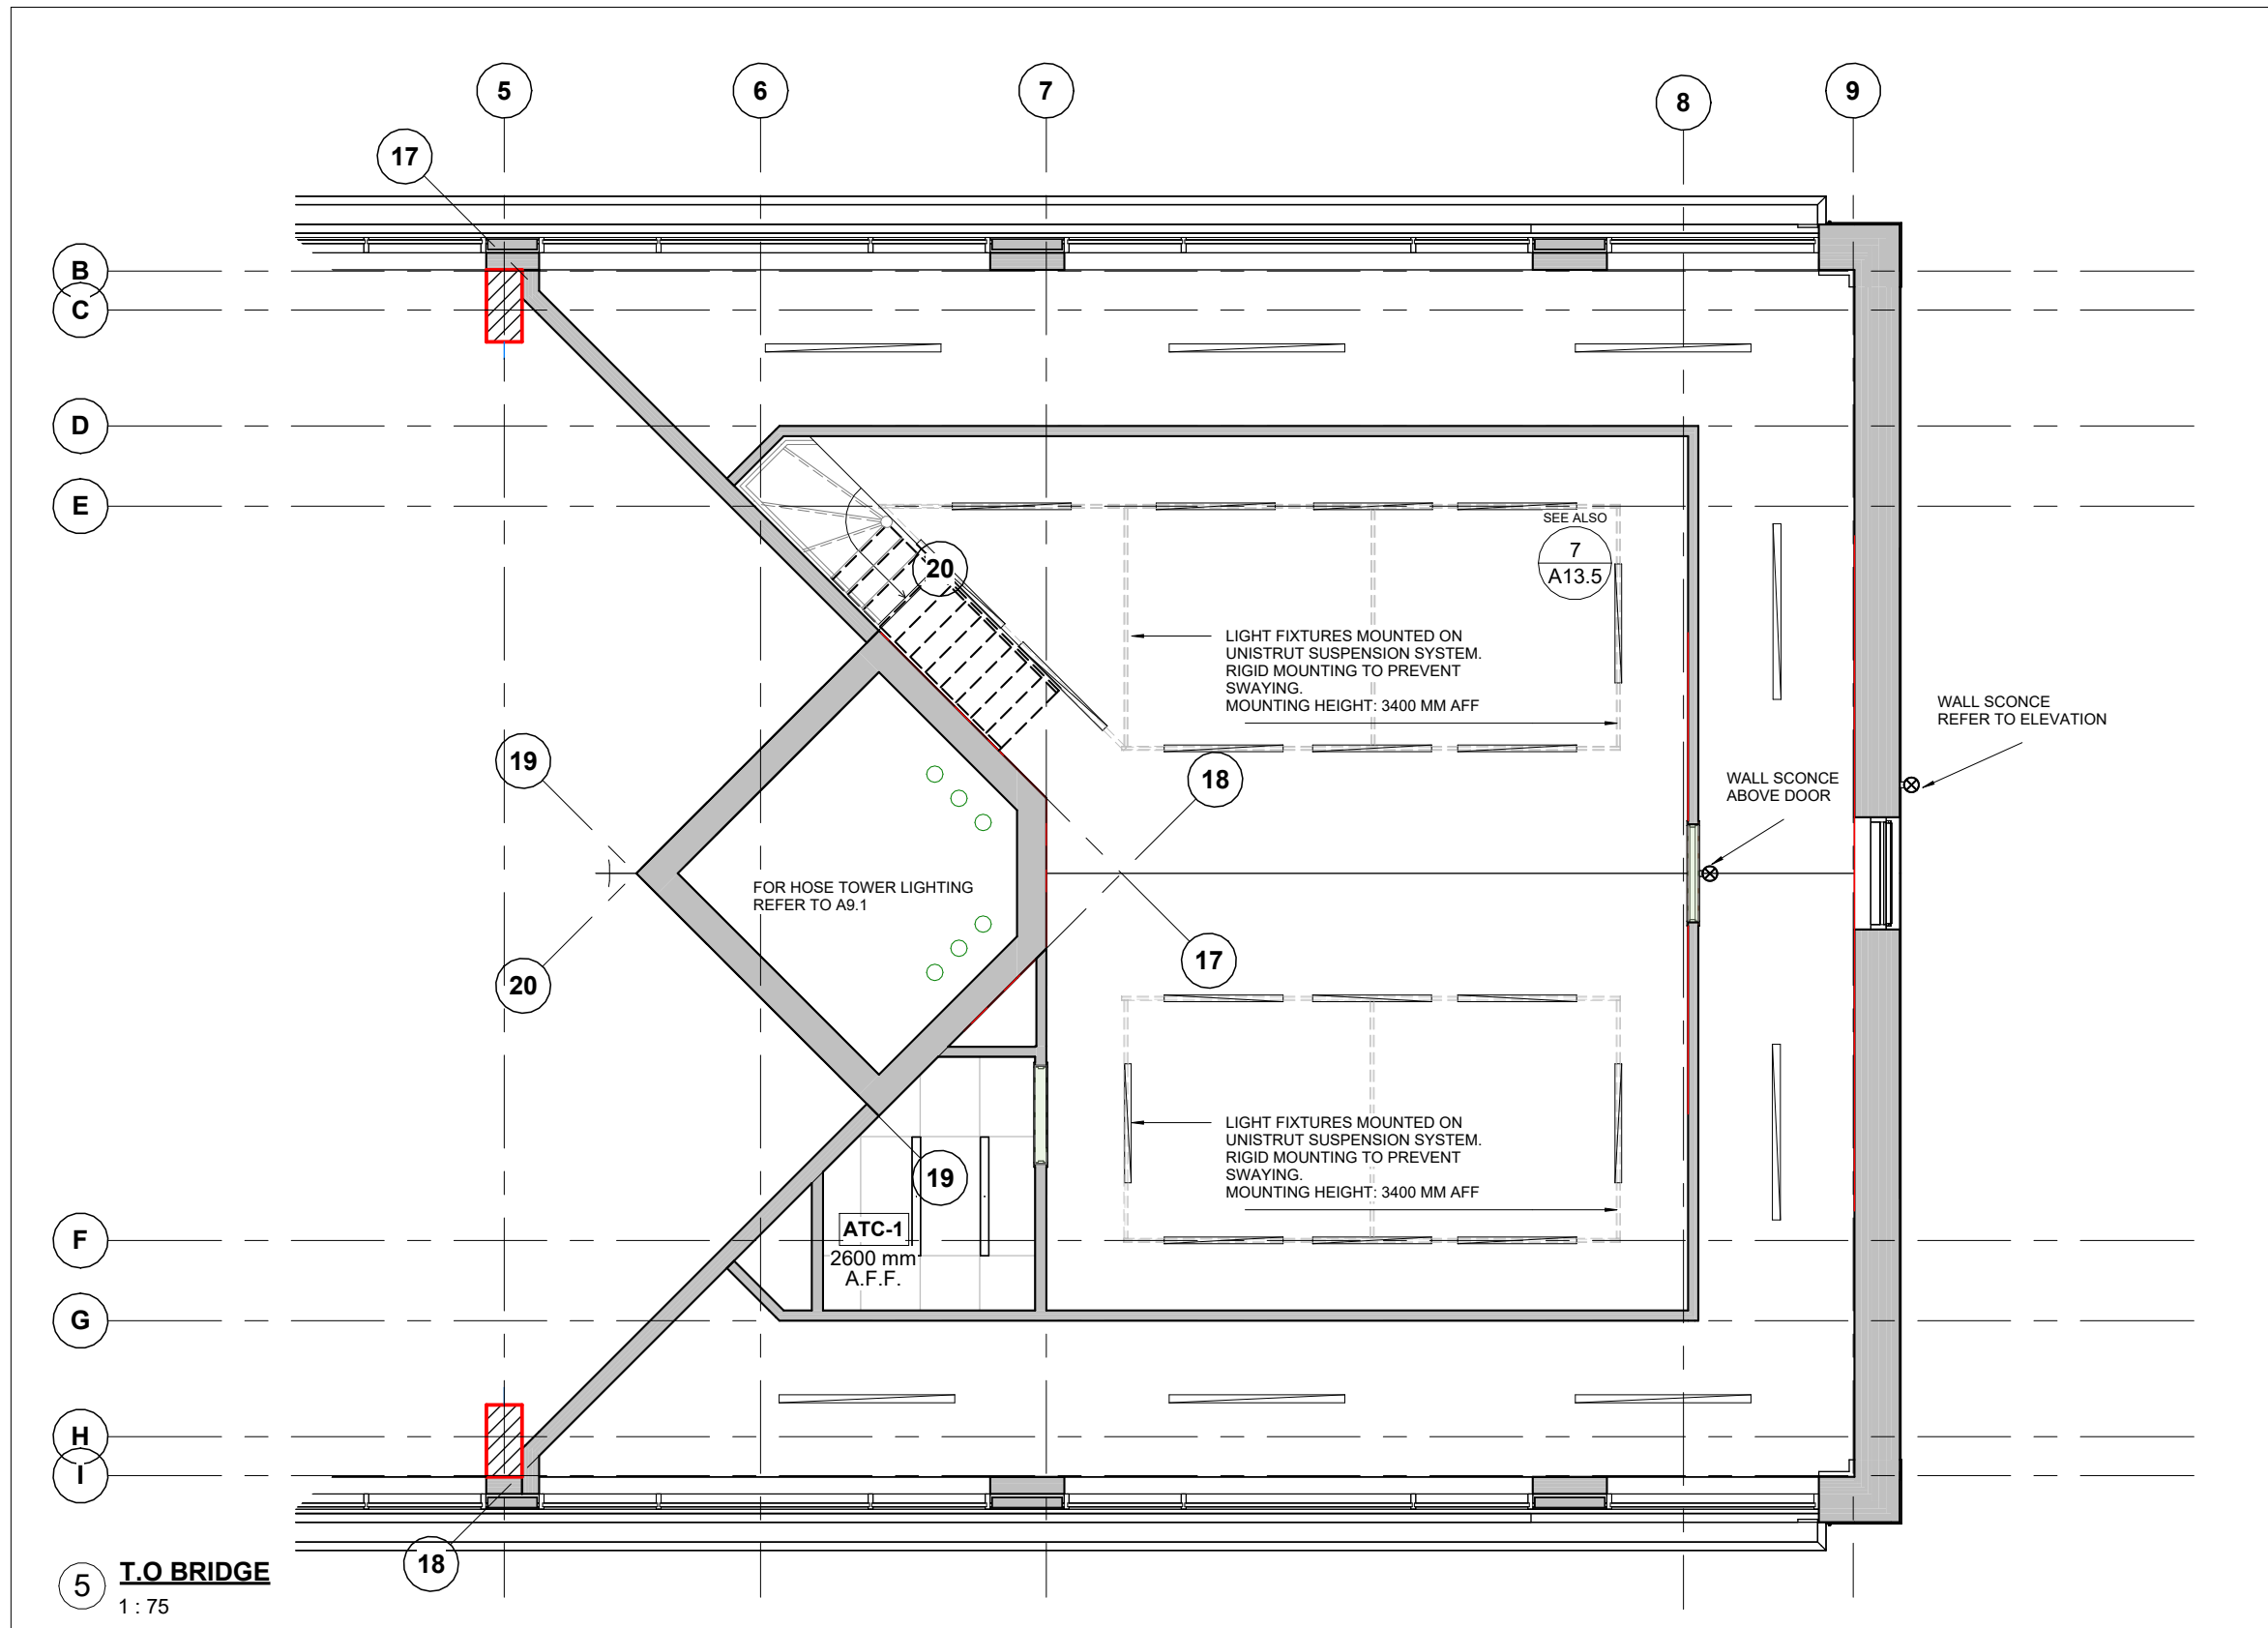 5
6
7
8
9
17
B
C
D
E
SEE ALSO
7
A13.5
20
LIGHT FIXTURES MOUNTED ON
UNISTRUT SUSPENSION SYSTEM.
RIGID MOUNTING TO PREVENT
SWAYING.
MOUNTING HEIGHT: 3400 MM AFF
WALL SCONCE
REFER TO ELEVATION
19
18
WALL SCONCE
ABOVE DOOR
FOR HOSE TOWER LIGHTING
REFER TO A9.1
17
20
LIGHT FIXTURES MOUNTED ON
UNISTRUT SUSPENSION SYSTEM.
RIGID MOUNTING TO PREVENT
SWAYING.
MOUNTING HEIGHT: 3400 MM AFF
19
ATC-1
2600 mm
A.F.F.
F
G
H
I
18
5
T.O BRIDGE
1 : 75